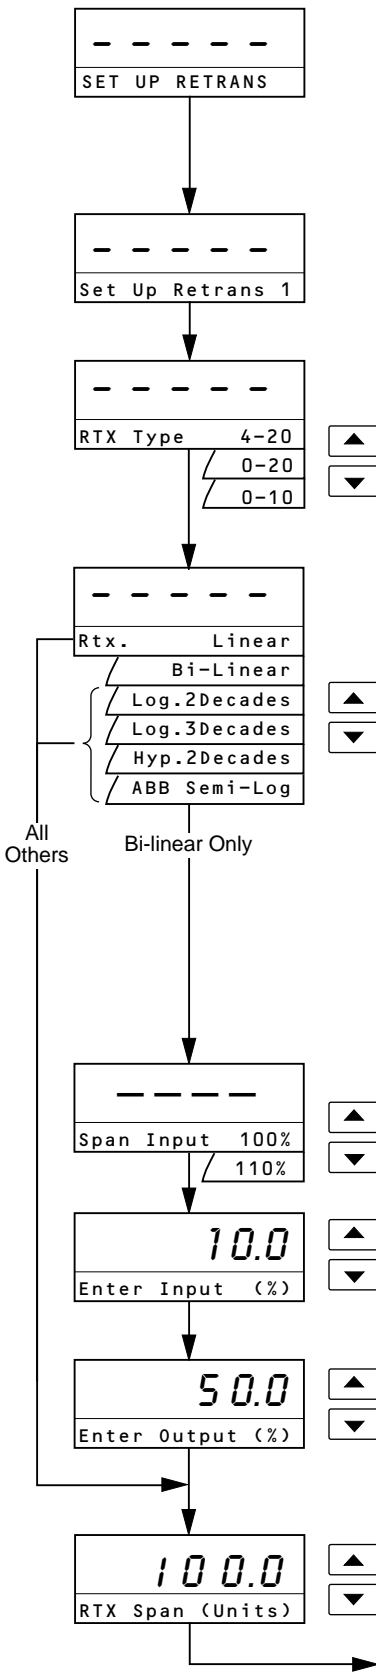 – – – – –
SET UP RETRANS
– – – – –
Set Up Retrans 1
– – – – –
RTX Type 4–20
0–20
0–10
– – – – –
Rtx. Linear
Bi–Linear
Log.2Decades
Log.3Decades
Hyp.2Decades
ABB Semi–Log
All
Others
Bi-linear Only
– – – –
Span Input 100%
110%
10.0
Enter Input (%)
50.0
Enter Output (%)
100.0
RTX Span (Units)